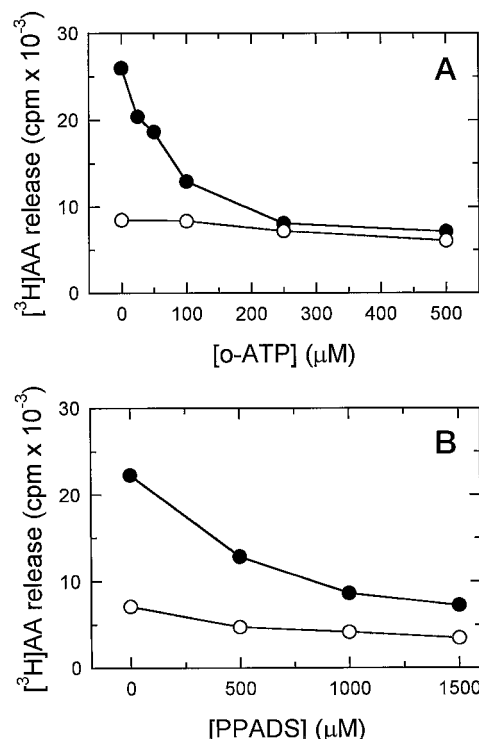 A
30
20
10
0
[³H]AA release (cpm x 10⁻³)
0 100 200 300 400 500
[o-ATP] (μM)
B
30
20
10
0
[³H]AA release (cpm x 10⁻³)
0 500 1000 1500
[PPADS] (μM)